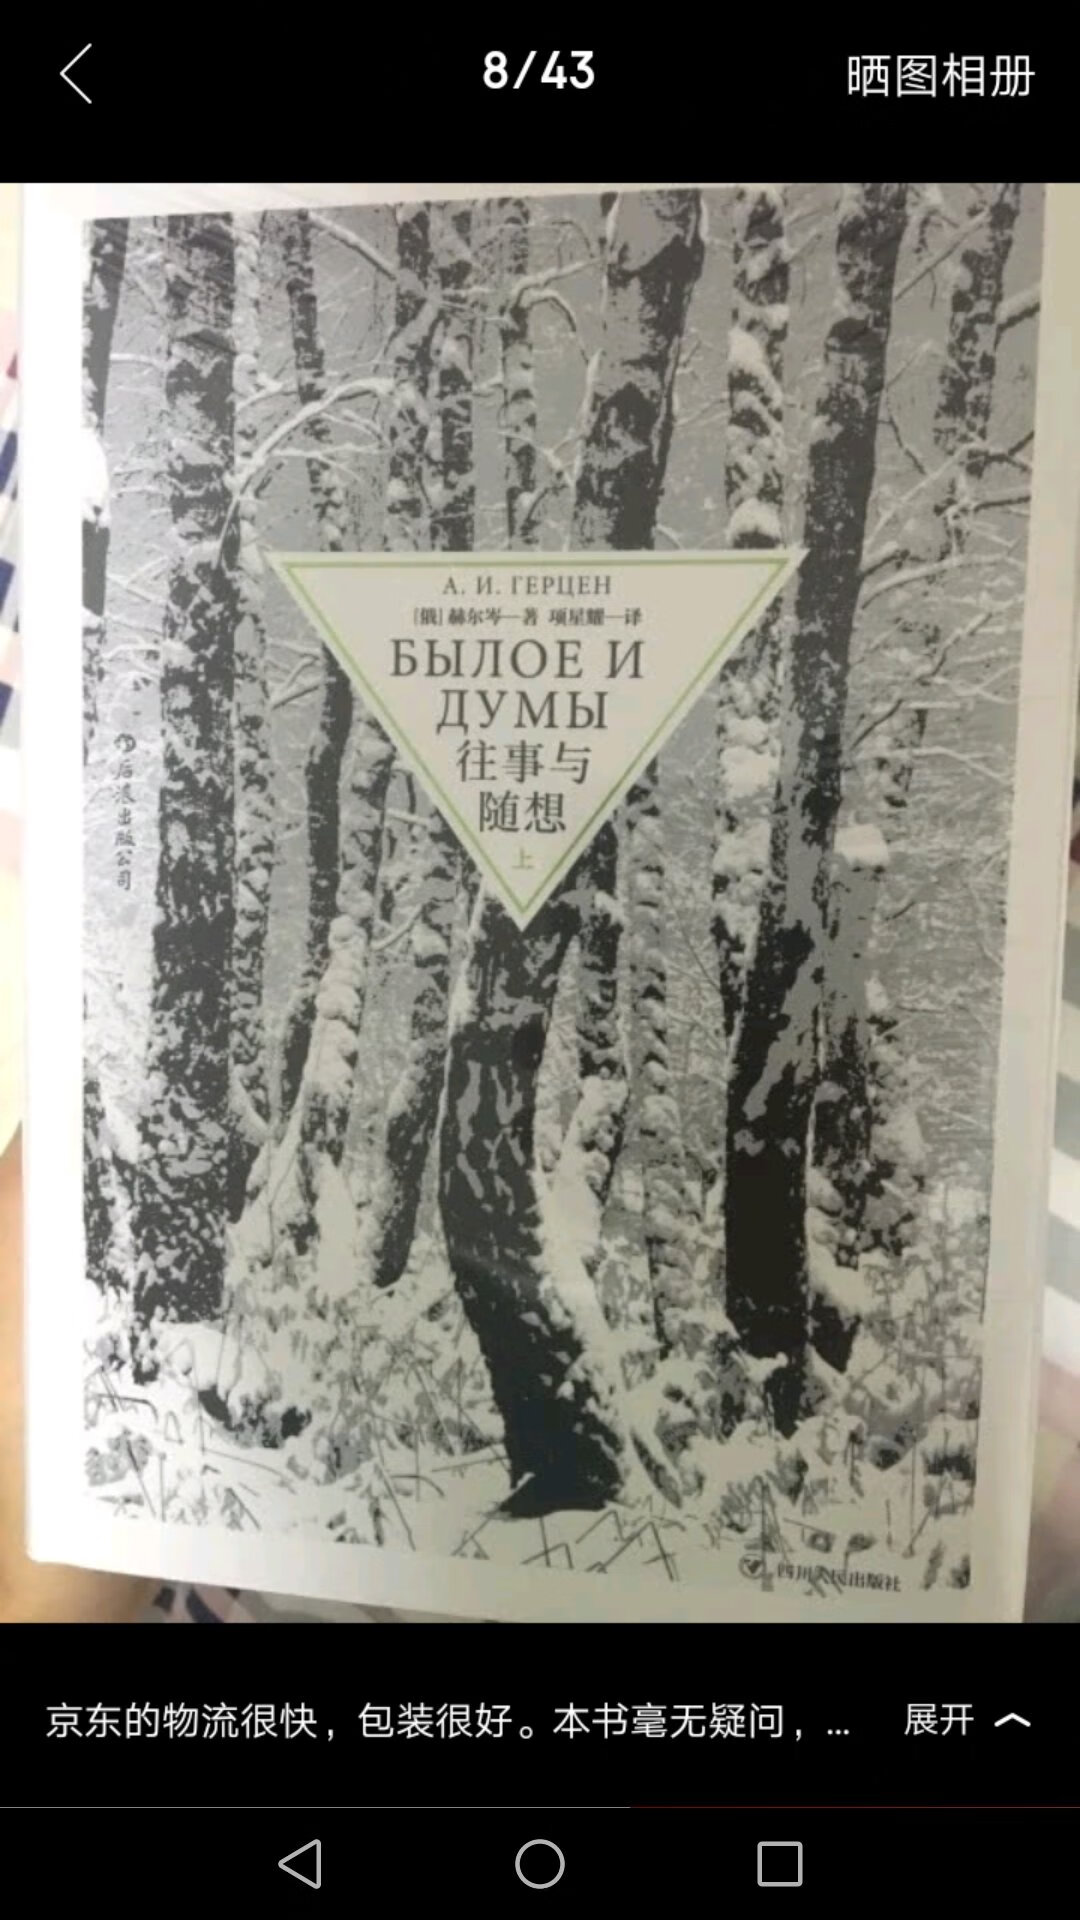 8/43
晒图相册
А. И. ГЕРЦЕН
[俄]赫尔岑—著 项星耀—译
БЫЛОЕ И
ДУМЫ
往事与
随想
上
后浪出版公司
四川人民出版社
京东的物流很快，包装很好。本书毫无疑问，...
展开